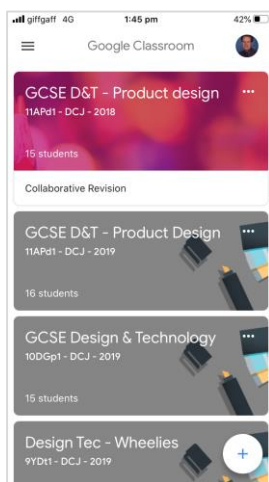 giffgaff 4G 1:45 pm 42%
Google Classroom
GCSE D&T - Product design
11APd1 - DCJ - 2018
15 students
Collaborative Revision
GCSE D&T - Product Design
11APd1 - DCJ - 2019
16 students
GCSE Design & Technology
10DGp1 - DCJ - 2019
15 students
Design Tec - Wheelies
9YDt1 - DCJ - 2019